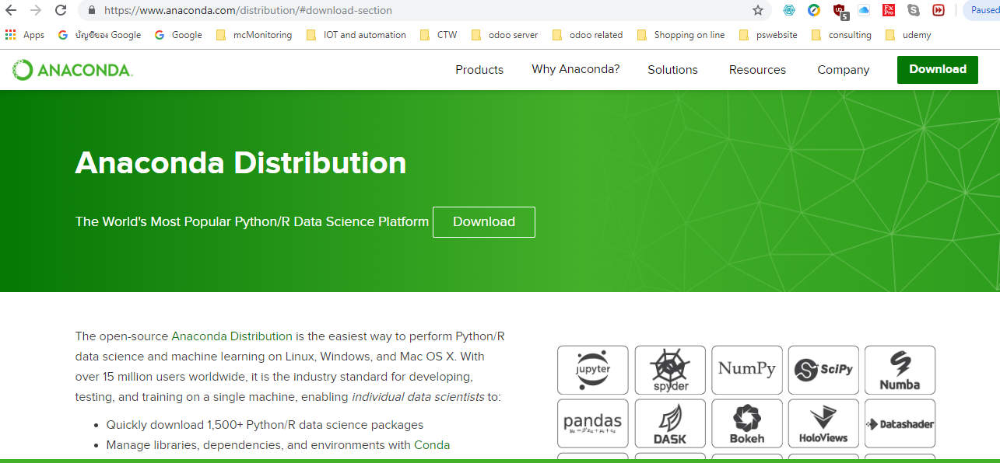 https://www.anaconda.com/distribution/#download-section
5
Paused
Apps
บัญชีของ Google
Google
mcMonitoring
IOT and automation
CTW
odoo server
odoo related
Shopping on line
pswebsite
consulting
udemy
ANACONDA.
Products
Why Anaconda?
Solutions
Resources
Company
Download
Anaconda Distribution
The World's Most Popular Python/R Data Science Platform
Download
The open-source Anaconda Distribution is the easiest way to perform Python/R
data science and machine learning on Linux, Windows, and Mac OS X. With
over 15 million users worldwide, it is the industry standard for developing,
testing, and training on a single machine, enabling individual data scientists to:
• Quickly download 1,500+ Python/R data science packages
• Manage libraries, dependencies, and environments with Conda
jupyter
spyder
NumPy
SciPy
Numba
pandas
DASK
Bokeh
HoloViews
Datashader